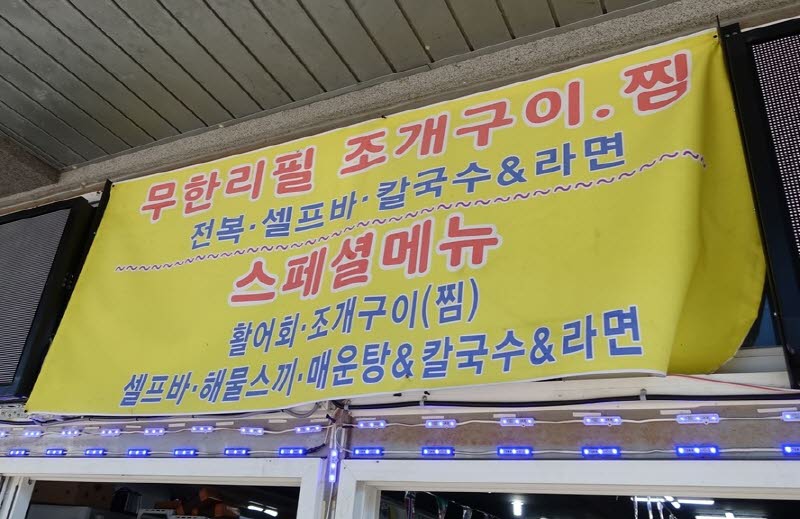 무한리필 조개구이.찜
전복·셀프바·칼국수&라면
스페셜메뉴
활어회·조개구이(찜)
셀프바·해물스끼·매운탕&칼국수&라면